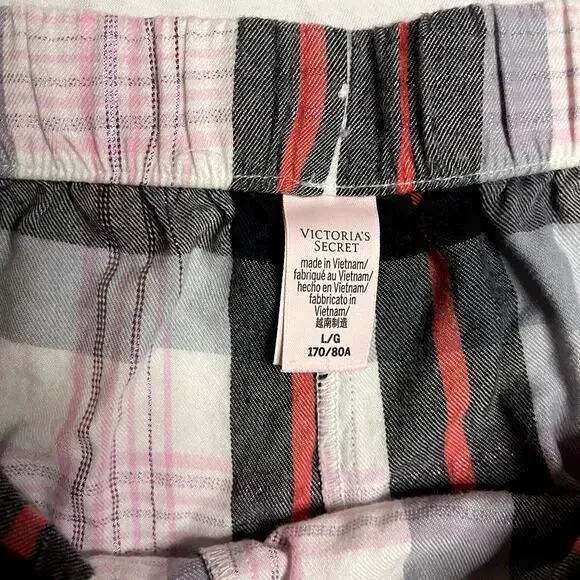 VICTORIA'S
SECRET
made in Vietnam/
fabriqué au Vietnam/
hecho en Vietnam/
fabbricato in
Vietnam/
越南制造
L/G
170/80A